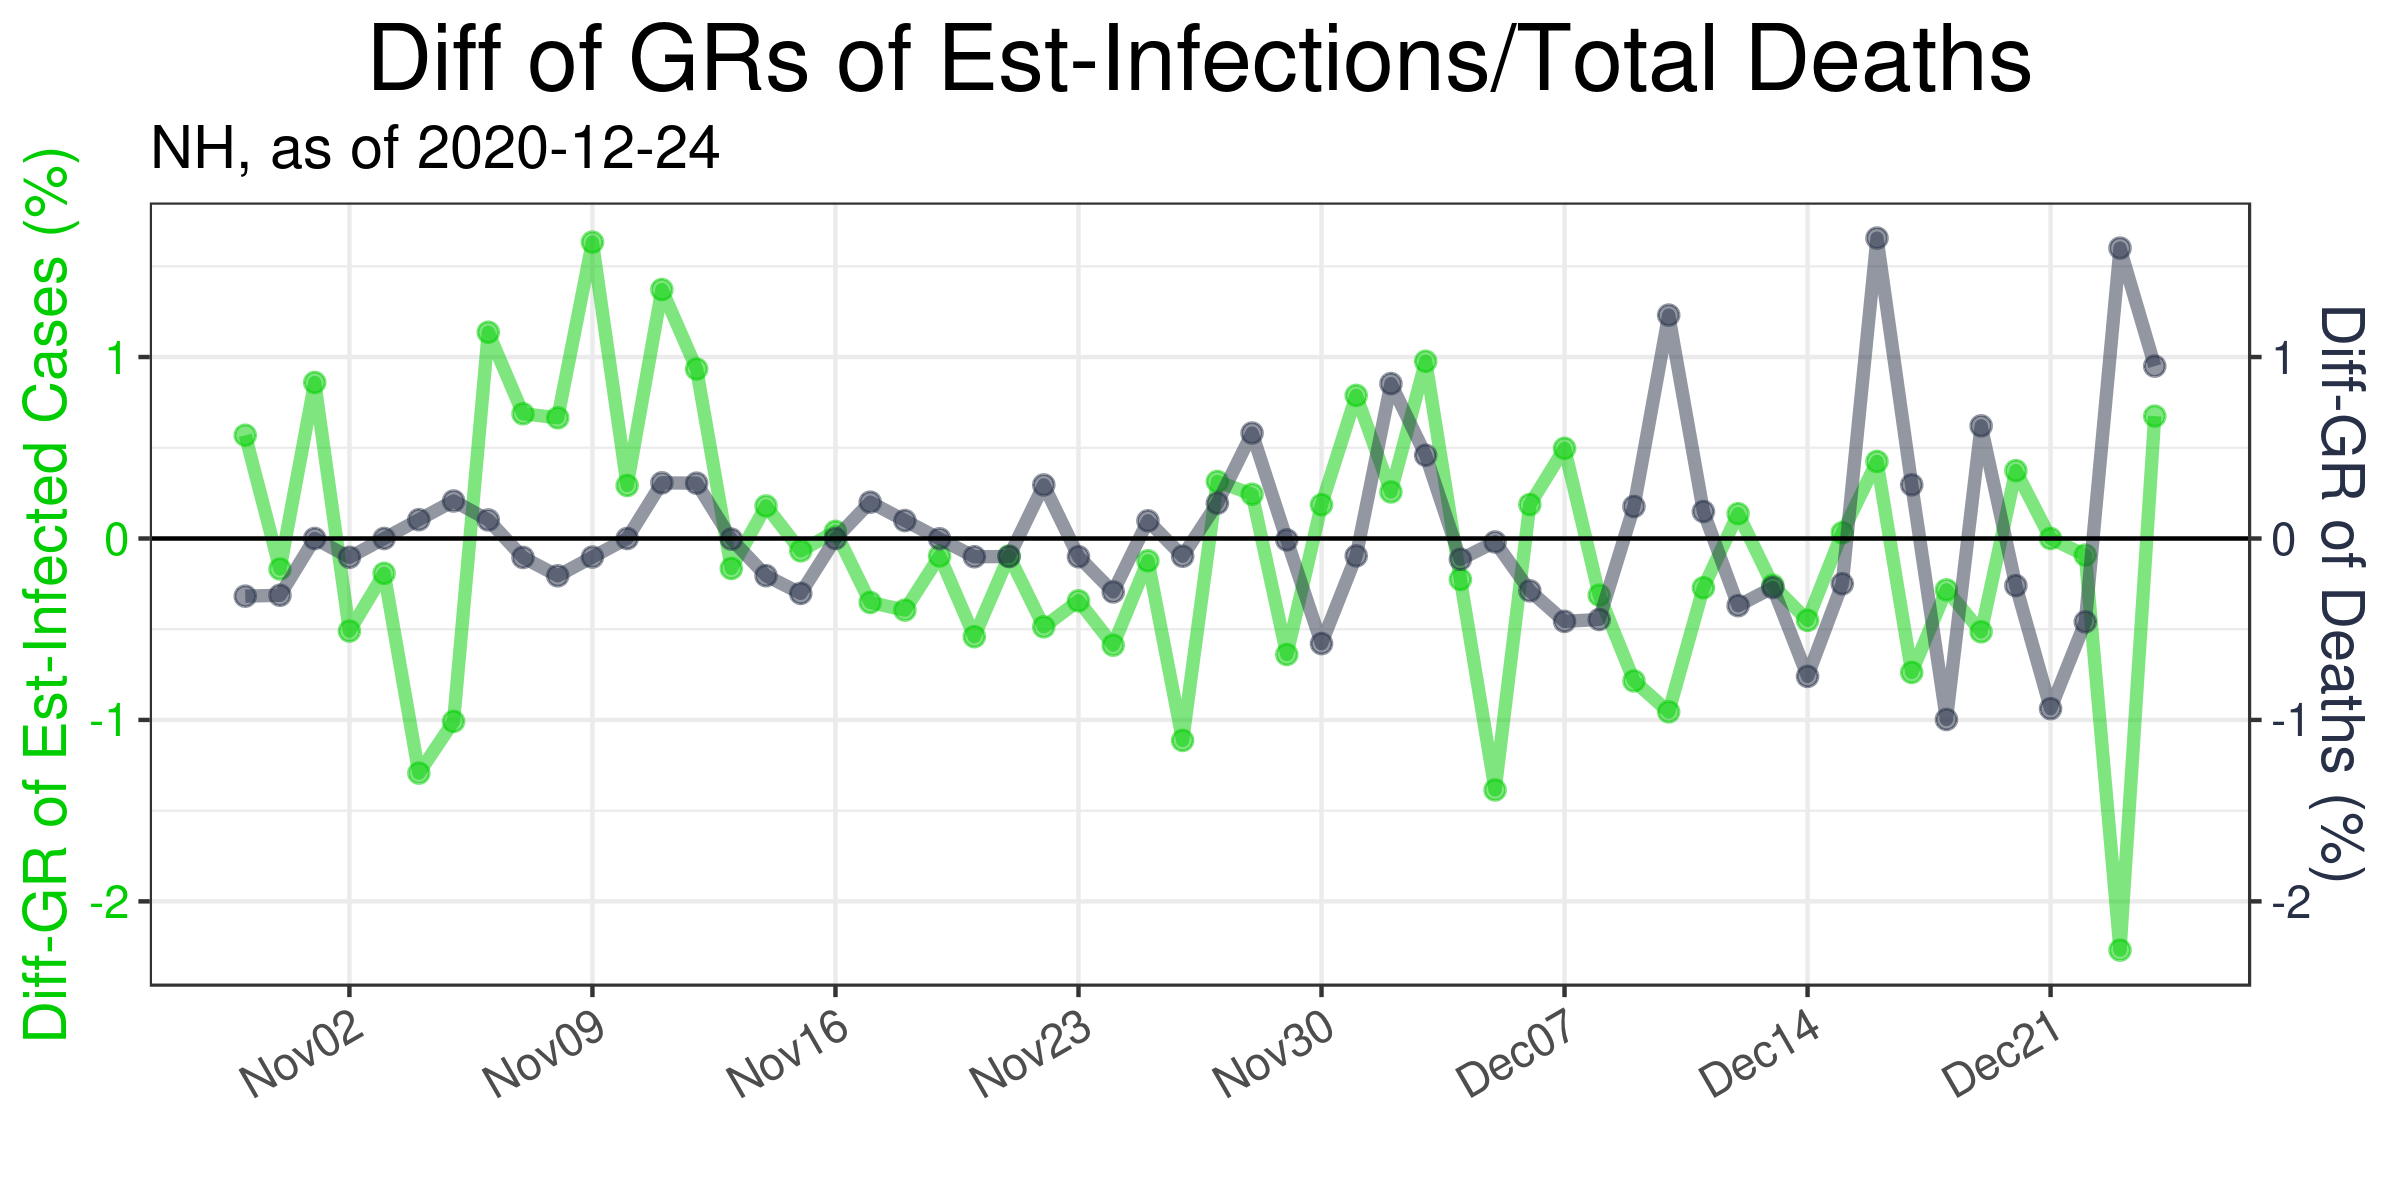 Diff of GRs of Est-Infections/Total Deaths
NH, as of 2020-12-24
Diff-GR of Est-Infected Cases (%)
1
0
-1
-2
1
0
-1
-2
Diff-GR of Deaths (%)
Nov02
Nov09
Nov16
Nov23
Nov30
Dec07
Dec14
Dec21